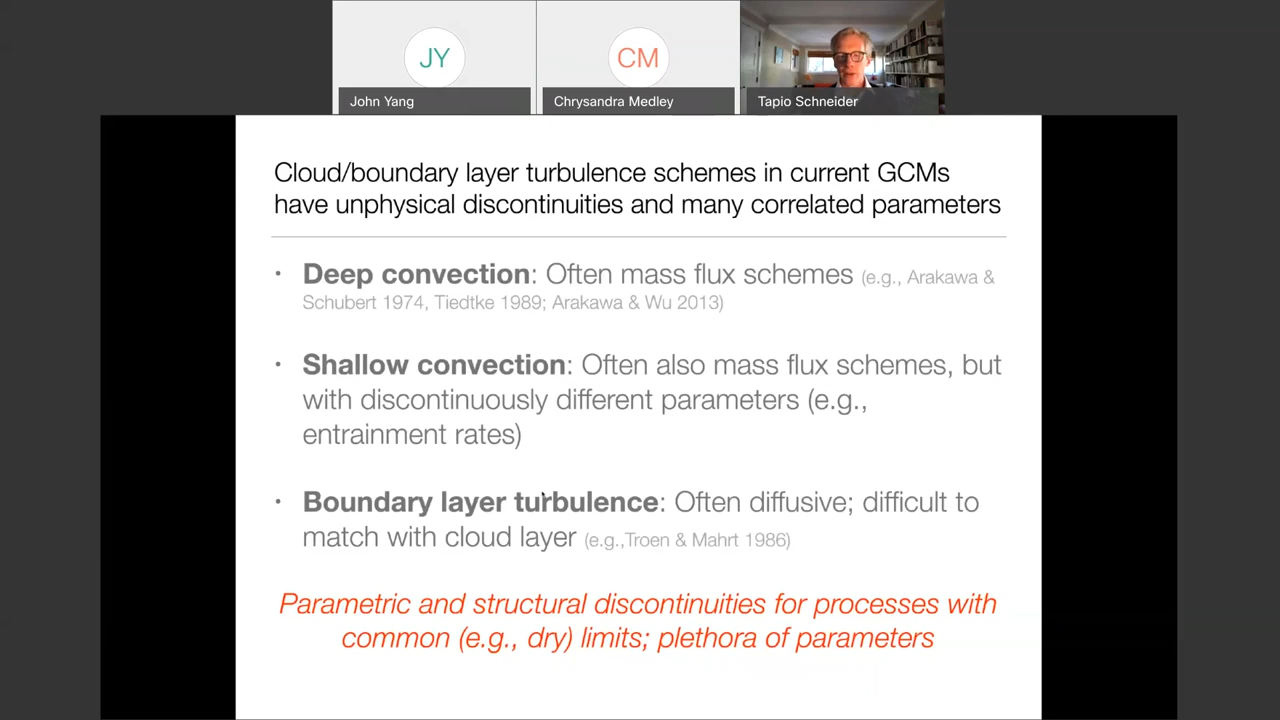 JY
CM
John Yang
Chrysandra Medley
Tapio Schneider
Cloud/boundary layer turbulence schemes in current GCMs
have unphysical discontinuities and many correlated parameters
• Deep convection: Often mass flux schemes (e.g., Arakawa &
Schubert 1974, Tiedtke 1989; Arakawa & Wu 2013)
• Shallow convection: Often also mass flux schemes, but
with discontinuously different parameters (e.g.,
entrainment rates)
• Boundary layer turbulence: Often diffusive; difficult to
match with cloud layer (e.g.,Troen & Mahrt 1986)
Parametric and structural discontinuities for processes with
common (e.g., dry) limits; plethora of parameters